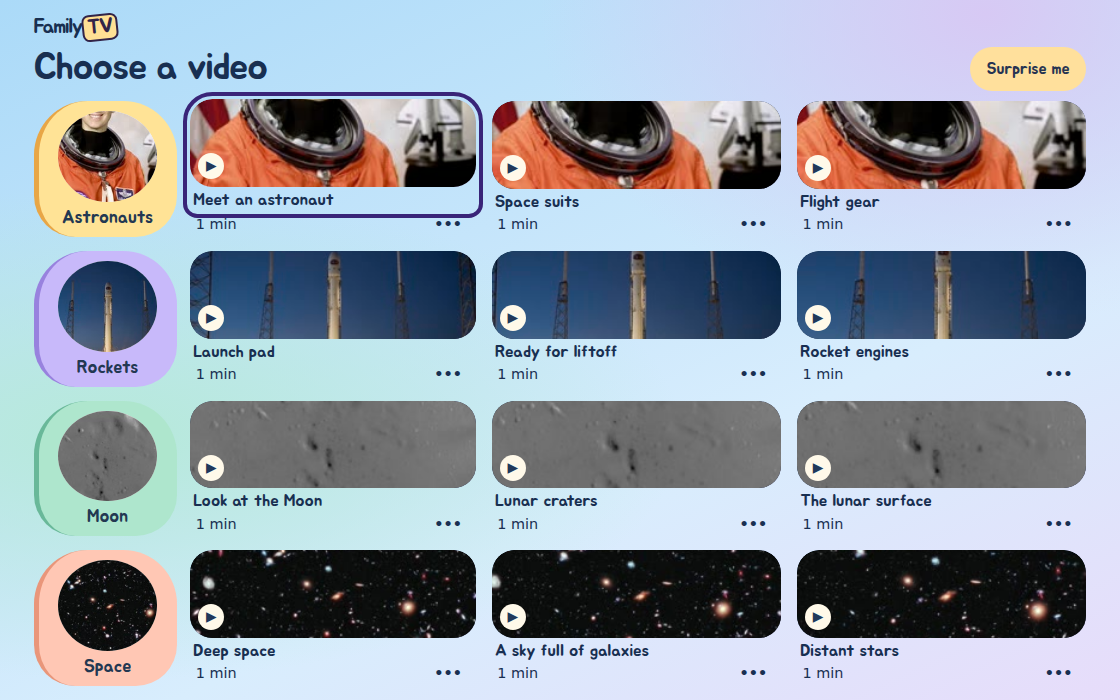 Family TV
Choose a video
Surprise me
Astronauts
Meet an astronaut
1 min
Space suits
1 min
Flight gear
1 min
Rockets
Launch pad
1 min
Ready for liftoff
1 min
Rocket engines
1 min
Moon
Look at the Moon
1 min
Lunar craters
1 min
The lunar surface
1 min
Space
Deep space
1 min
A sky full of galaxies
1 min
Distant stars
1 min